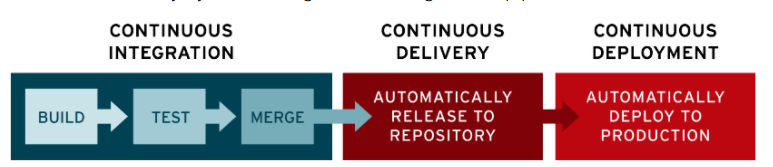 CONTINUOUS
INTEGRATION
CONTINUOUS
DELIVERY
CONTINUOUS
DEPLOYMENT
BUILD
TEST
MERGE
AUTOMATICALLY
RELEASE TO
REPOSITORY
AUTOMATICALLY
DEPLOY TO
PRODUCTION